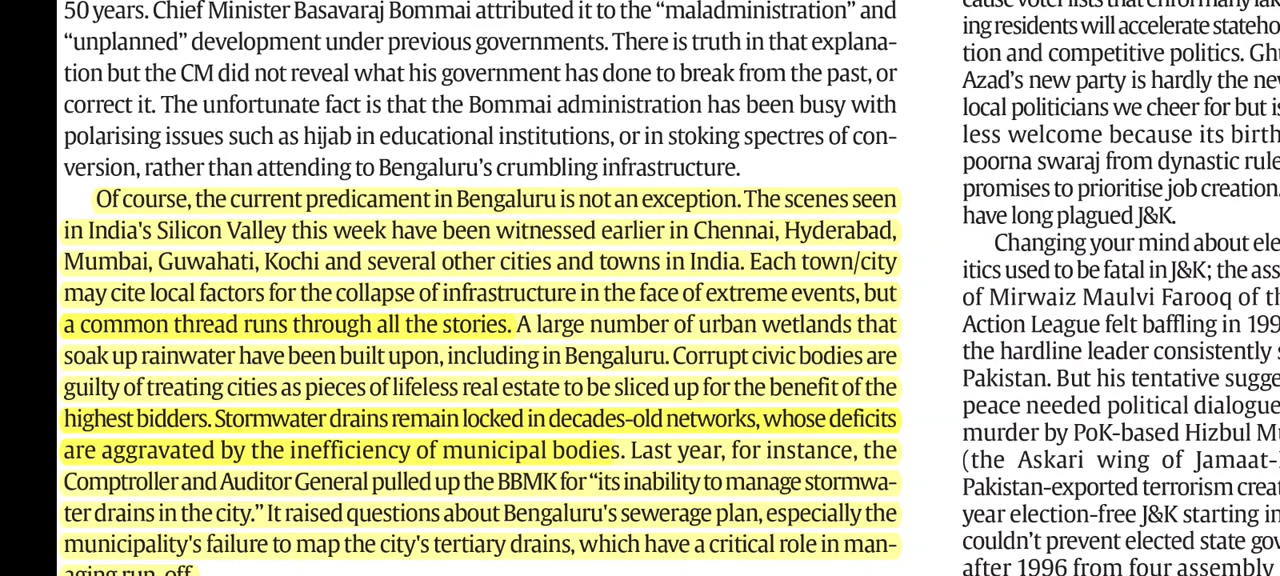 50 years. Chief Minister Basavaraj Bommai attributed it to the “maladministration” and
“unplanned” development under previous governments. There is truth in that explana-
tion but the CM did not reveal what his government has done to break from the past, or
correct it. The unfortunate fact is that the Bommai administration has been busy with
polarising issues such as hijab in educational institutions, or in stoking spectres of con-
version, rather than attending to Bengaluru’s crumbling infrastructure.
Of course, the current predicament in Bengaluru is not an exception. The scenes seen
in India's Silicon Valley this week have been witnessed earlier in Chennai, Hyderabad,
Mumbai, Guwahati, Kochi and several other cities and towns in India. Each town/city
may cite local factors for the collapse of infrastructure in the face of extreme events, but
a common thread runs through all the stories. A large number of urban wetlands that
soak up rainwater have been built upon, including in Bengaluru. Corrupt civic bodies are
guilty of treating cities as pieces of lifeless real estate to be sliced up for the benefit of the
highest bidders. Stormwater drains remain locked in decades-old networks, whose deficits
are aggravated by the inefficiency of municipal bodies. Last year, for instance, the
Comptroller and Auditor General pulled up the BBMK for “its inability to manage stormwa-
ter drains in the city.” It raised questions about Bengaluru's sewerage plan, especially the
municipality's failure to map the city's tertiary drains, which have a critical role in man-
aging run-off.
cause voter lists that
ing residents will accelerate stateho
tion and competitive politics. Ghu
Azad’s new party is hardly the new
local politicians we cheer for but is
less welcome because its birth
poorna swaraj from dynastic rule
promises to prioritise job creation.
have long plagued J&K.
Changing your mind about ele
itics used to be fatal in J&K; the ass
of Mirwaiz Maulvi Farooq of th
Action League felt baffling in 199
the hardline leader consistently s
Pakistan. But his tentative sugge
peace needed political dialogue
murder by PoK-based Hizbul Mu
(the Askari wing of Jamaat-
Pakistan-exported terrorism creat
year election-free J&K starting in
couldn’t prevent elected state gov
after 1996 from four assembly